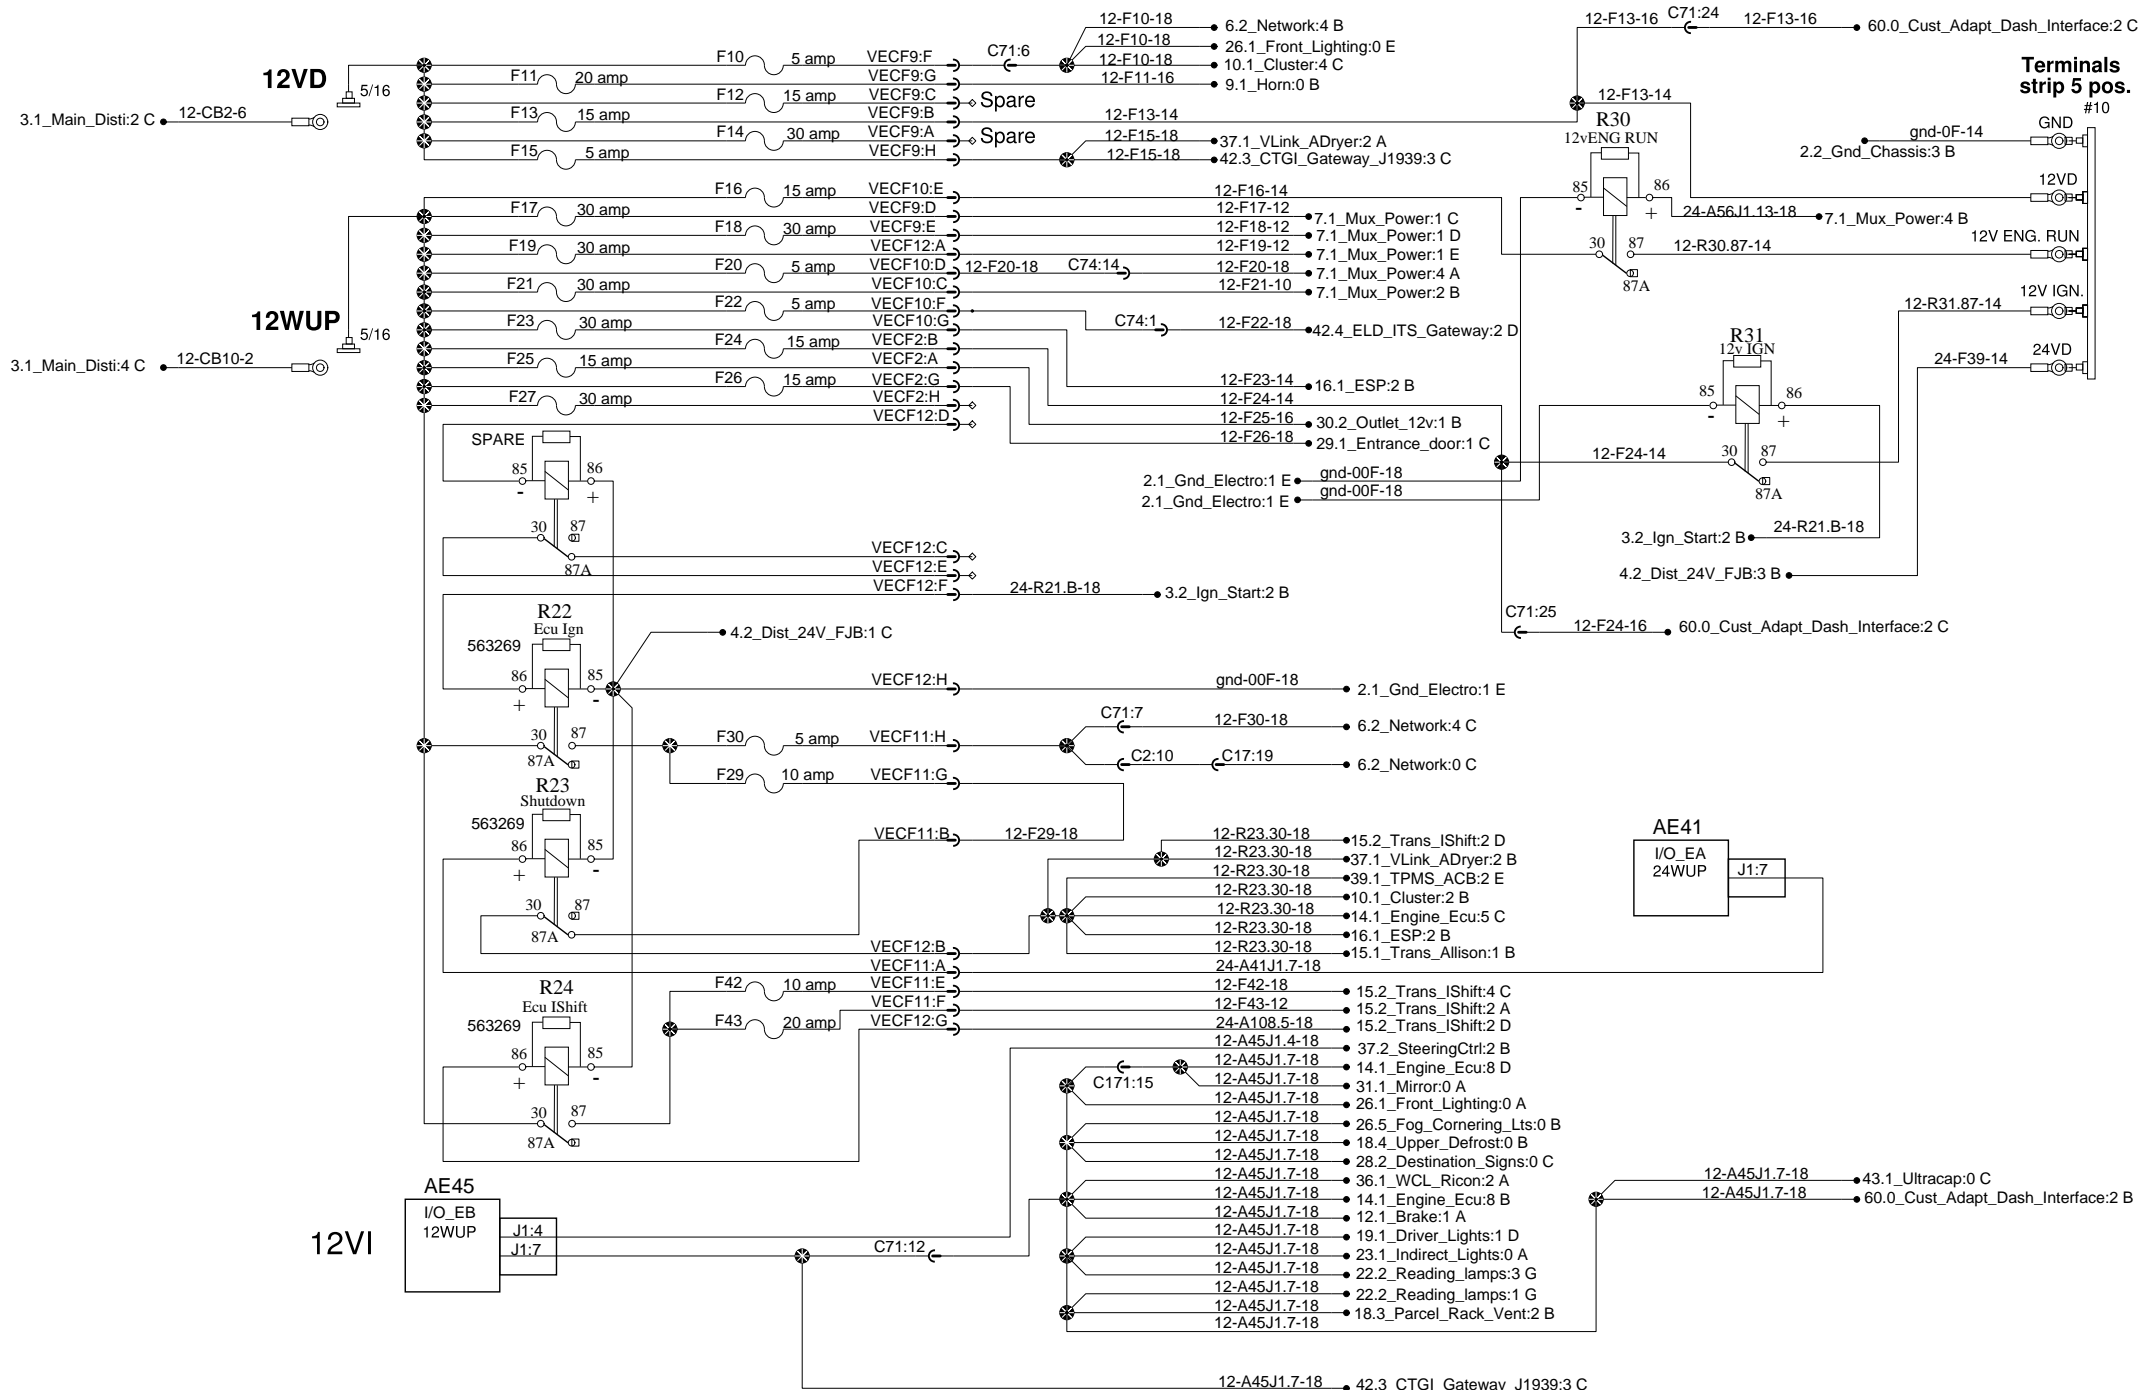 12VD
5/16
3.1_Main_Disti:2 C
12-CB2-6
F10 5 amp VECF9:F C71:6
12-F10-18 6.2_Network:4 B
12-F10-18 26.1_Front_Lighting:0 E
12-F10-18 10.1_Cluster:4 C
F11 20 amp VECF9:G 12-F11-16 9.1_Horn:0 B
F12 15 amp VECF9:C Spare
F13 15 amp VECF9:B 12-F13-14
F14 30 amp VECF9:A Spare
F15 5 amp VECF9:H
12-F15-18 37.1_VLink_ADryer:2 A
12-F15-18 42.3_CTGI_Gateway_J1939:3 C
12-F13-16 C71:24 12-F13-16 60.0_Cust_Adapt_Dash_Interface:2 C
12-F13-14
Terminals
strip 5 pos.
#10
GND
gnd-0F-14
2.2_Gnd_Chassis:3 B
12VD
12V ENG. RUN
12V IGN.
24VD
R30
12vENG RUN
85 86
- +
24-A56J1.13-18 7.1_Mux_Power:4 B
30 87 12-R30.87-14
87A
12-R31.87-14
24-F39-14
12WUP
5/16
3.1_Main_Disti:4 C
12-CB10-2
F16 15 amp VECF10:E 12-F16-14
F17 30 amp VECF9:D 12-F17-12 7.1_Mux_Power:1 C
F18 30 amp VECF9:E 12-F18-12 7.1_Mux_Power:1 D
F19 30 amp VECF12:A 12-F19-12 7.1_Mux_Power:1 E
F20 5 amp VECF10:D 12-F20-18 C74:14 12-F20-18 7.1_Mux_Power:4 A
F21 30 amp VECF10:C 12-F21-10 7.1_Mux_Power:2 B
F22 5 amp VECF10:F C74:1 12-F22-18 42.4_ELD_ITS_Gateway:2 D
F23 30 amp VECF10:G 12-F23-14 16.1_ESP:2 B
F24 15 amp VECF2:B 12-F24-14
F25 15 amp VECF2:A 12-F25-16 30.2_Outlet_12v:1 B
F26 15 amp VECF2:G 12-F26-18 29.1_Entrance_door:1 C
F27 30 amp VECF2:H
VECF12:D
2.1_Gnd_Electro:1 E gnd-00F-18
2.1_Gnd_Electro:1 E gnd-00F-18
R31
12v IGN
85 86
- +
12-F24-14 30 87
87A
24-R21.B-18
3.2_Ign_Start:2 B
4.2_Dist_24V_FJB:3 B
C71:25
12-F24-16 60.0_Cust_Adapt_Dash_Interface:2 C
SPARE
85 86
- +
30 87
87A
VECF12:C
VECF12:E
VECF12:F 24-R21.B-18 3.2_Ign_Start:2 B
R22
Ecu Ign
563269
86 85
+ -
30 87
87A
4.2_Dist_24V_FJB:1 C
VECF12:H gnd-00F-18 2.1_Gnd_Electro:1 E
F30 5 amp VECF11:H
C71:7 12-F30-18 6.2_Network:4 C
C2:10 C17:19 6.2_Network:0 C
F29 10 amp VECF11:G
R23
Shutdown
563269
86 85
+ -
30 87
87A
VECF11:B 12-F29-18
12-R23.30-18 15.2_Trans_IShift:2 D
12-R23.30-18 37.1_VLink_ADryer:2 B
12-R23.30-18 39.1_TPMS_ACB:2 E
12-R23.30-18 10.1_Cluster:2 B
12-R23.30-18 14.1_Engine_Ecu:5 C
12-R23.30-18 16.1_ESP:2 B
VECF12:B 12-R23.30-18 15.1_Trans_Allison:1 B
VECF11:A 24-A41J1.7-18
AE41
I/O_EA
24WUP
J1:7
R24
Ecu IShift
563269
86 85
+ -
30 87
87A
F42 10 amp VECF11:E 12-F42-18 15.2_Trans_IShift:4 C
F43 20 amp VECF11:F 12-F43-12 15.2_Trans_IShift:2 A
VECF12:G 24-A108.5-18 15.2_Trans_IShift:2 D
12-A45J1.4-18 37.2_SteeringCtrl:2 B
C171:15
12-A45J1.7-18 14.1_Engine_Ecu:8 D
12-A45J1.7-18 31.1_Mirror:0 A
12-A45J1.7-18 26.1_Front_Lighting:0 A
12-A45J1.7-18 26.5_Fog_Cornering_Lts:0 B
12-A45J1.7-18 18.4_Upper_Defrost:0 B
12-A45J1.7-18 28.2_Destination_Signs:0 C
12-A45J1.7-18 36.1_WCL_Ricon:2 A
12-A45J1.7-18 14.1_Engine_Ecu:8 B
12-A45J1.7-18 12.1_Brake:1 A
12-A45J1.7-18 19.1_Driver_Lights:1 D
12-A45J1.7-18 23.1_Indirect_Lights:0 A
12-A45J1.7-18 22.2_Reading_lamps:3 G
12-A45J1.7-18 22.2_Reading_lamps:1 G
12-A45J1.7-18 18.3_Parcel_Rack_Vent:2 B
12-A45J1.7-18
12-A45J1.7-18 43.1_Ultracap:0 C
12-A45J1.7-18 60.0_Cust_Adapt_Dash_Interface:2 B
12VI
AE45
I/O_EB
12WUP
J1:4
J1:7
C71:12
12-A45J1.7-18 42.3_CTGI_Gateway_J1939:3 C